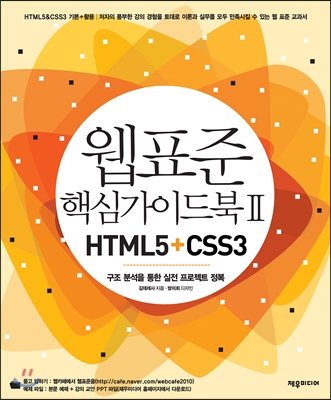 HTML5&CSS3 기본+활용 | 저자의 풍부한 강의 경험을 토대로 이론과 실무를 모두 만족시킬 수 있는 웹 표준 교과서
웹표준
핵심가이드북 II
HTML5+CSS3
구조 분석을 통한 실전 프로젝트 정복
김데레사 지음 · 방미희 디자인
묻고 답하기 : 웹카페에서 웹표준을(http://cafe.naver.com/webcafe2010)
예제 파일 : 본문 예제 + 강의 교안 PPT 파일(제우미디어 홈페이지에서 다운로드)
제우미디어